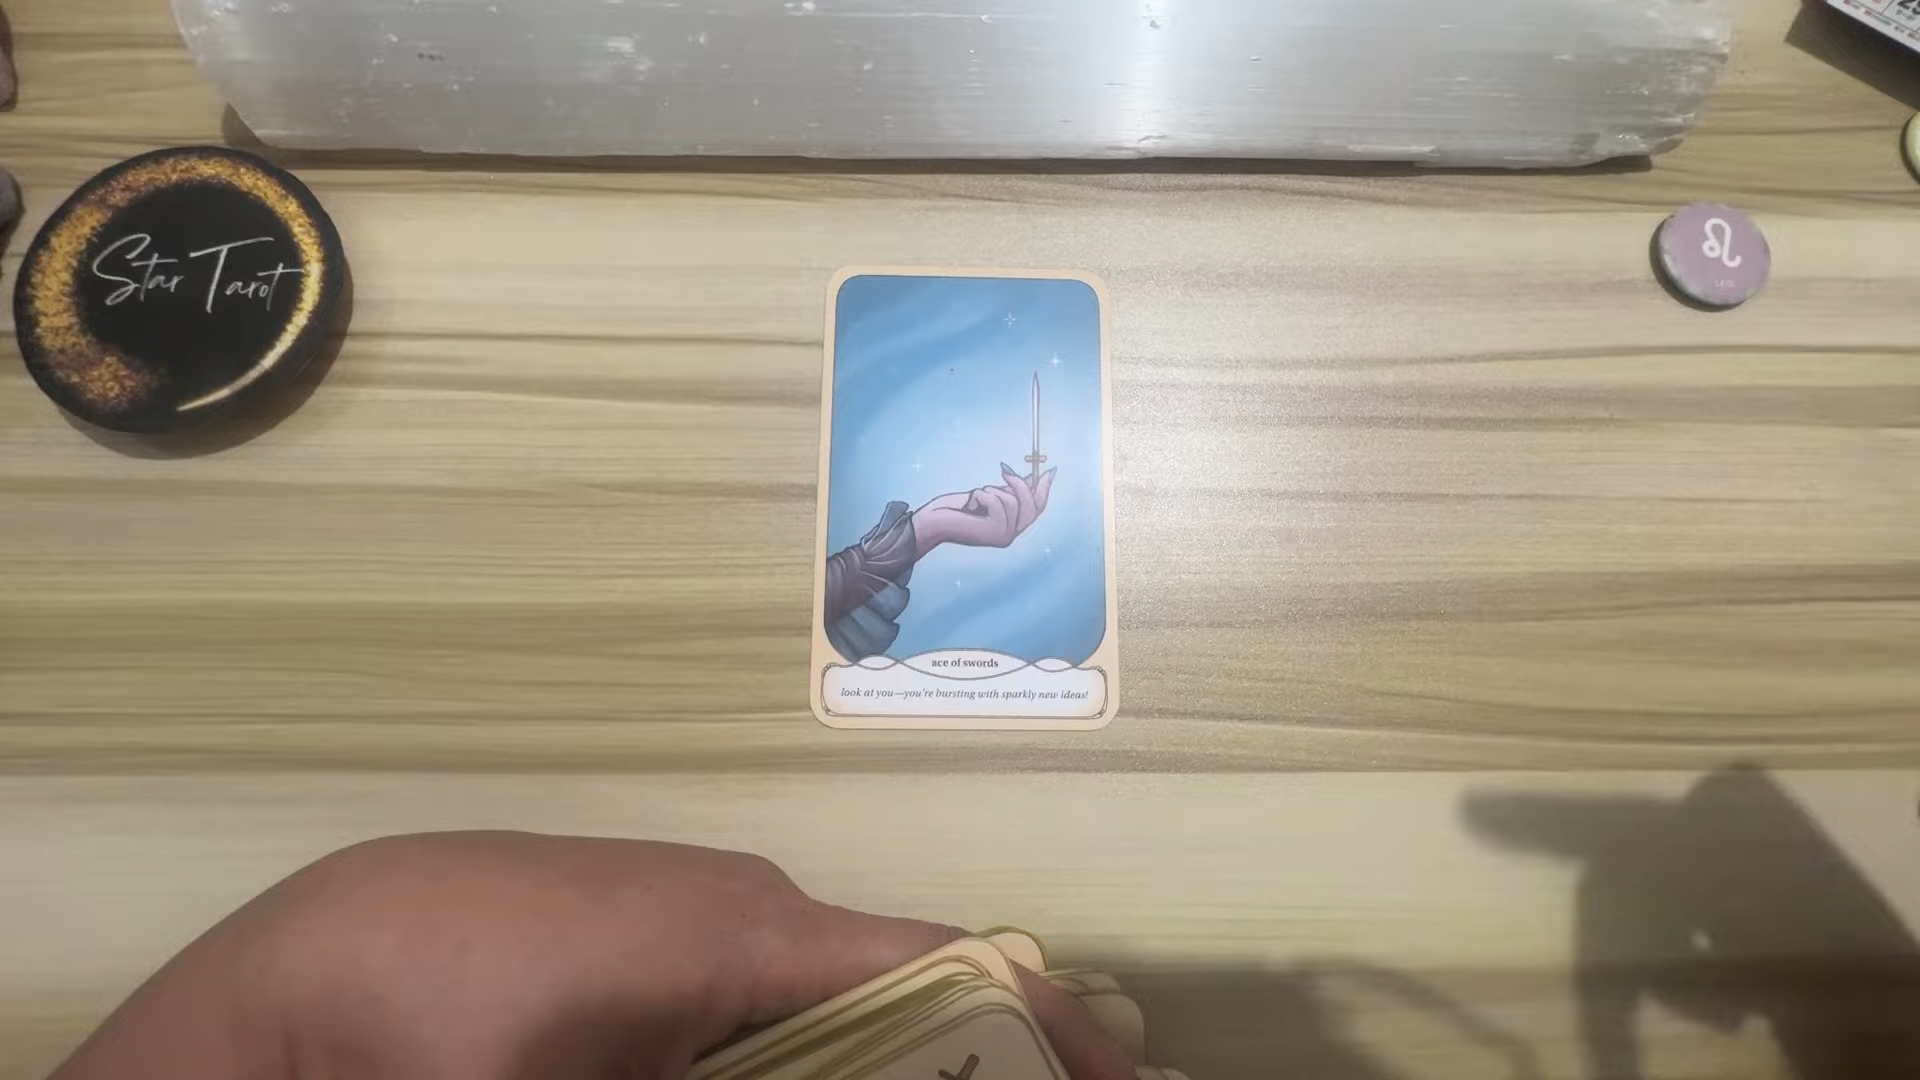 Star Tarot
LEO
ace of swords
look at you—you're bursting with sparkly new ideas!